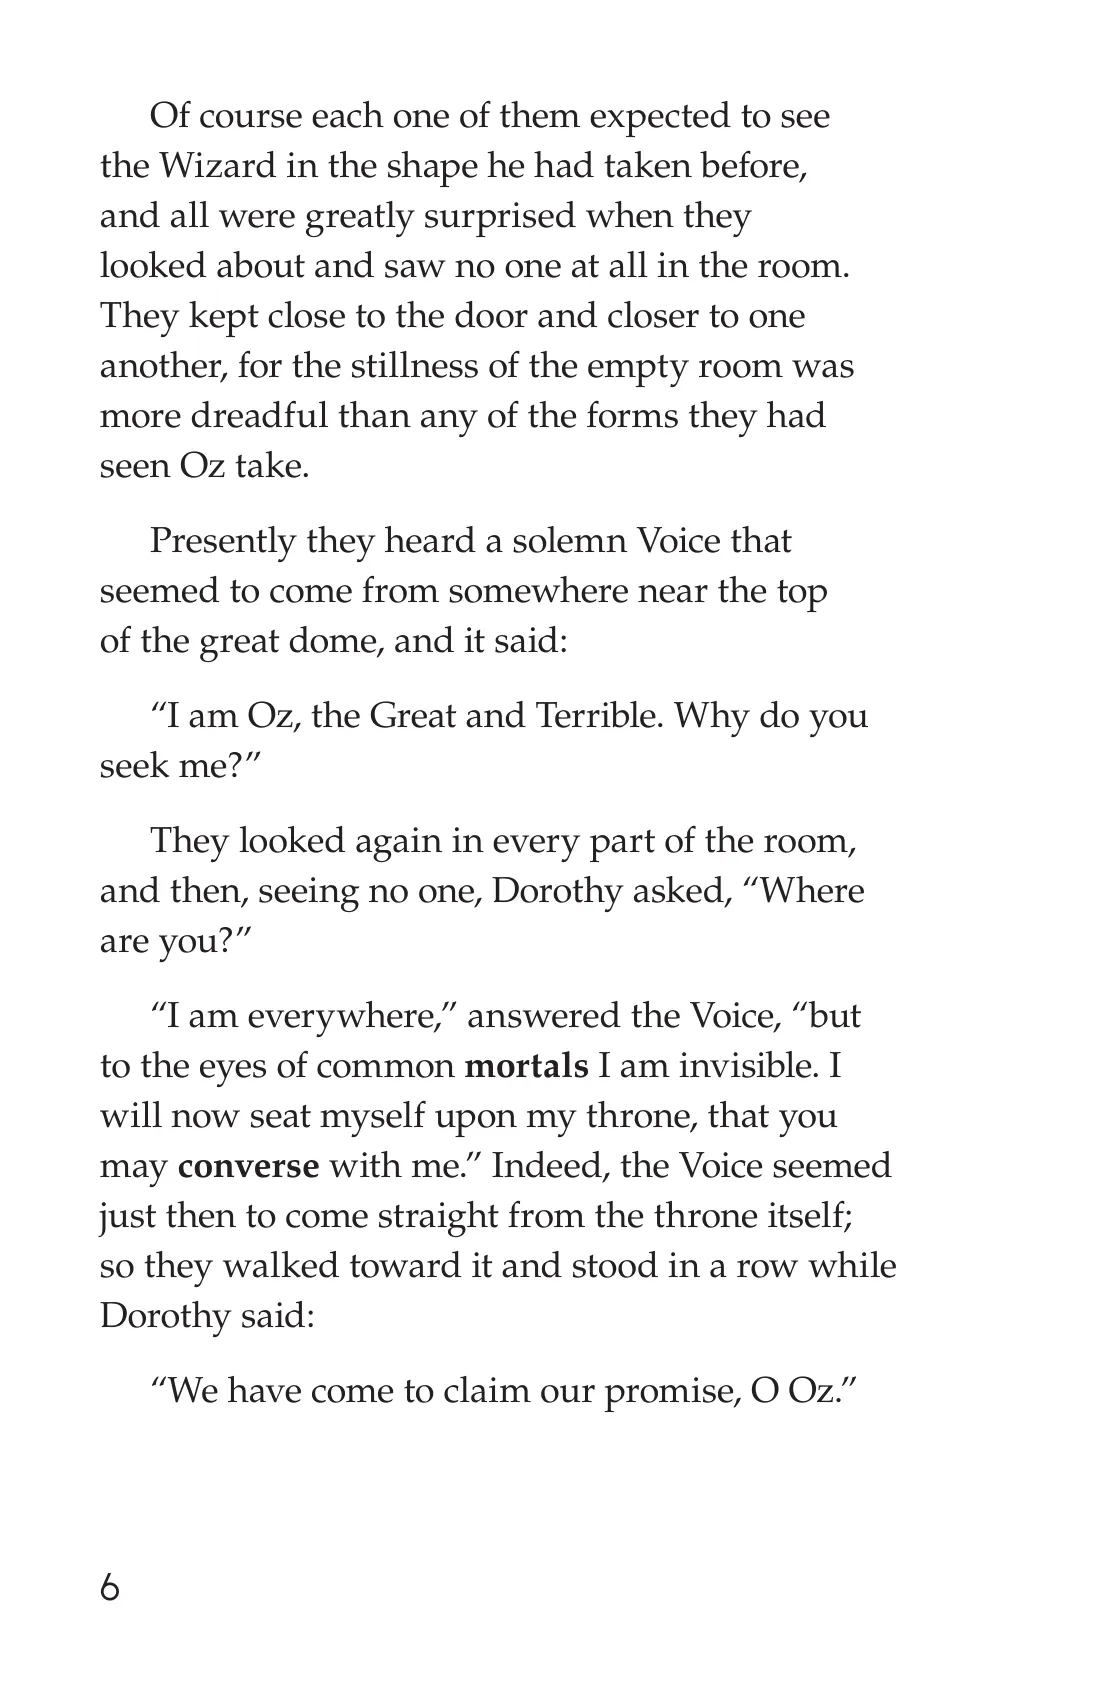 Of course each one of them expected to see
the Wizard in the shape he had taken before,
and all were greatly surprised when they
looked about and saw no one at all in the room.
They kept close to the door and closer to one
another, for the stillness of the empty room was
more dreadful than any of the forms they had
seen Oz take.
Presently they heard a solemn Voice that
seemed to come from somewhere near the top
of the great dome, and it said:
“I am Oz, the Great and Terrible. Why do you
seek me?”
They looked again in every part of the room,
and then, seeing no one, Dorothy asked, “Where
are you?”
“I am everywhere,” answered the Voice, “but
to the eyes of common mortals I am invisible. I
will now seat myself upon my throne, that you
may converse with me.” Indeed, the Voice seemed
just then to come straight from the throne itself;
so they walked toward it and stood in a row while
Dorothy said:
“We have come to claim our promise, O Oz.”
6